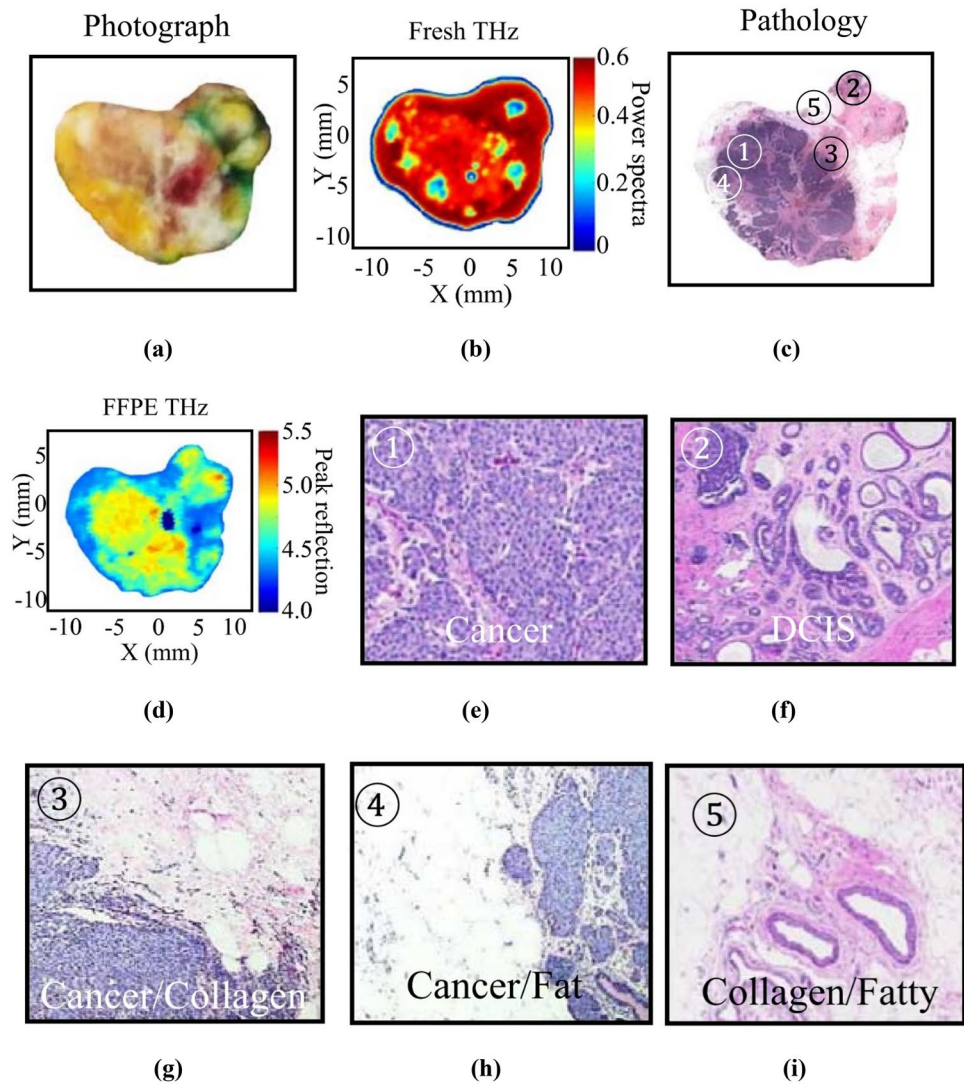 Photograph
Fresh THz
Pathology
5
0
-5
-10
Y (mm)
-10
-5
0
5
10
X (mm)
0.6
0.4
0.2
0
Power spectra
2
5
1
3
4
(a)
(b)
(c)
FFPE THz
5
0
-5
-10
Y (mm)
-10
-5
0
5
10
X (mm)
5.5
5.0
4.5
4.0
Peak reflection
1
Cancer
2
DCIS
(d)
(e)
(f)
3
Cancer/Collagen
4
Cancer/Fat
5
Collagen/Fatty
(g)
(h)
(i)